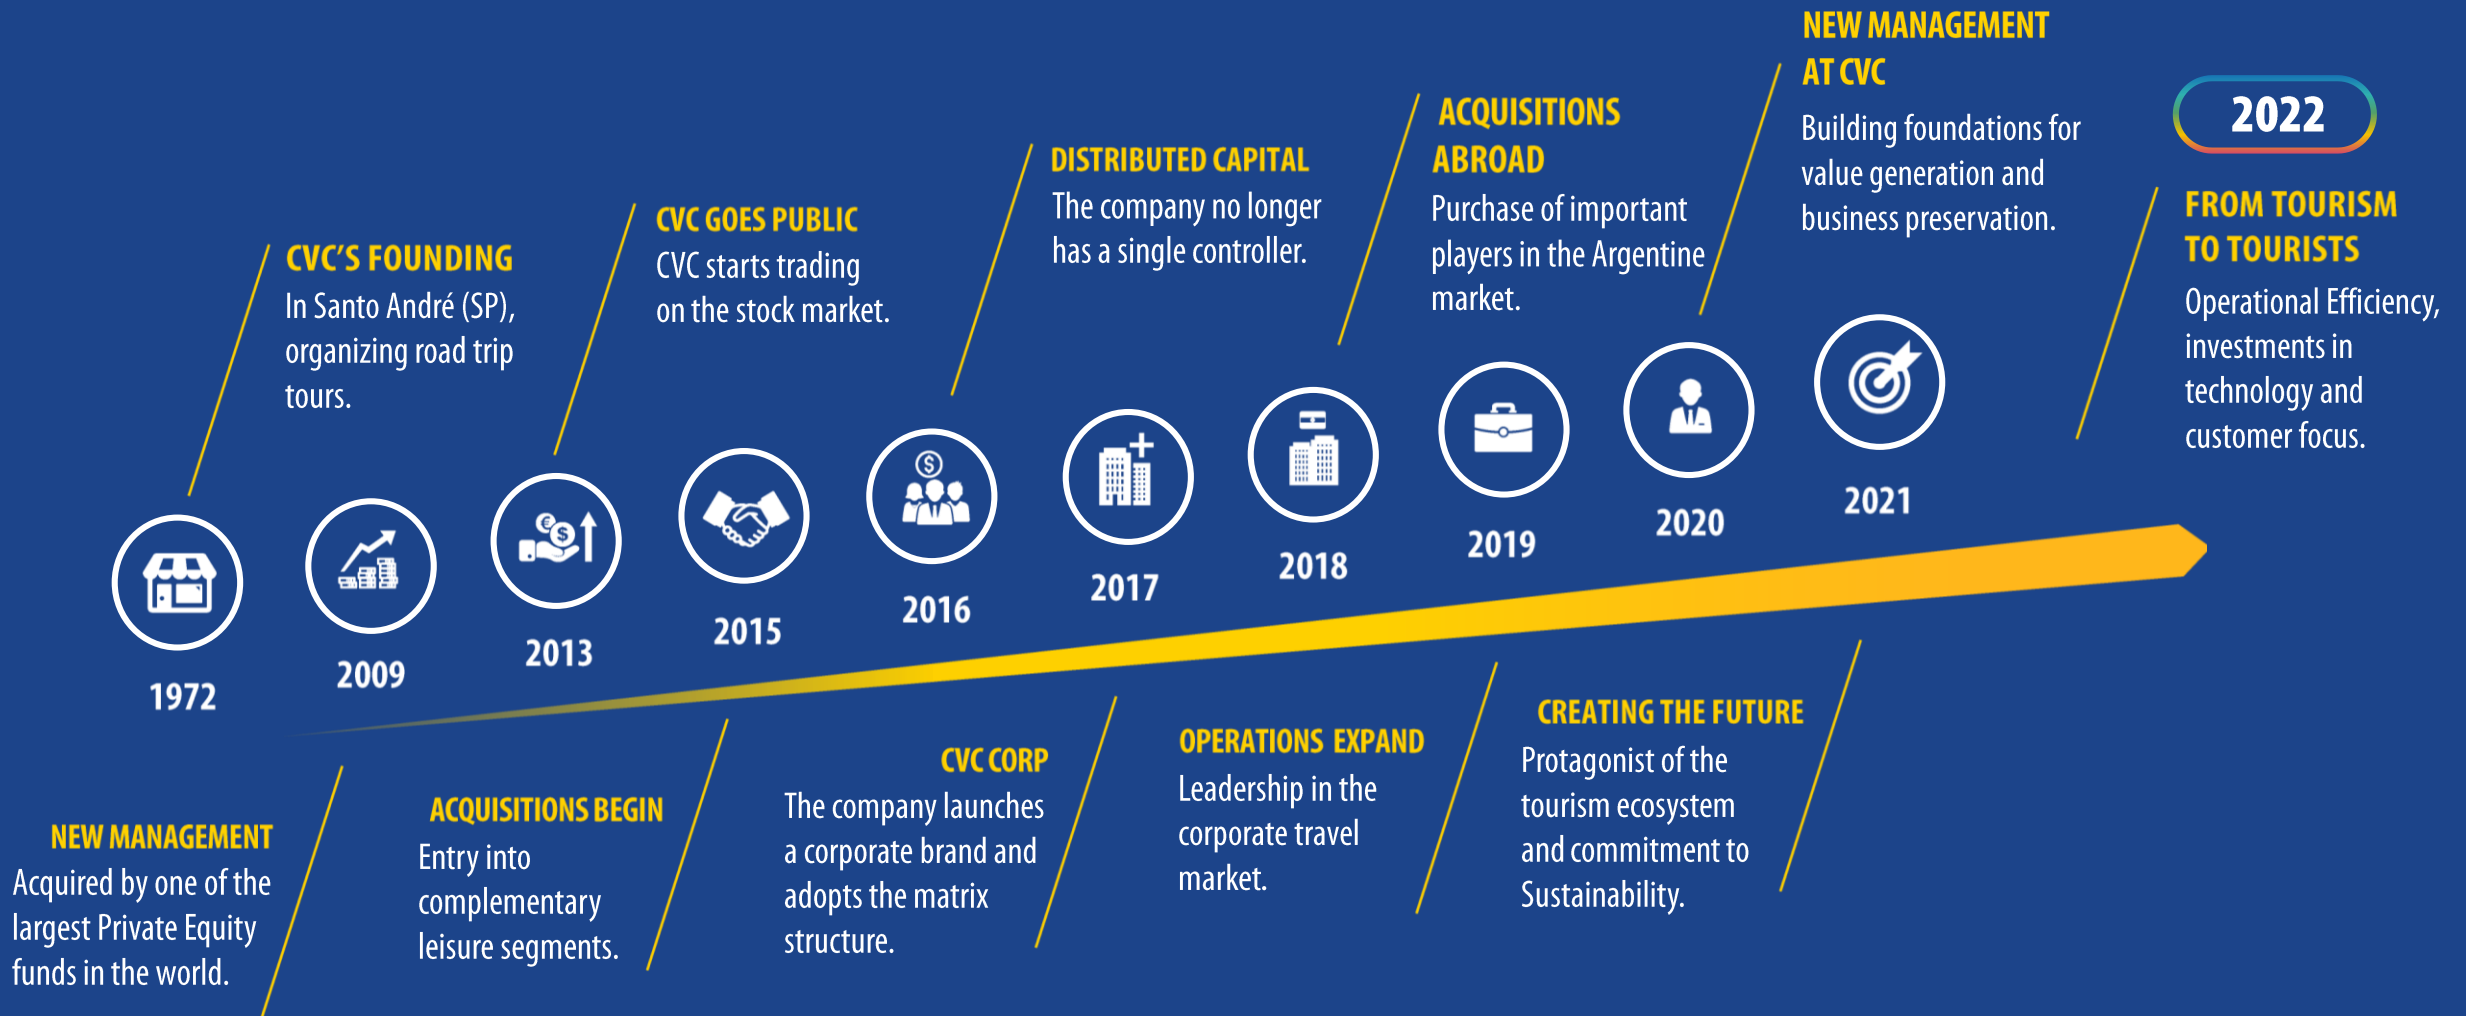 CVC'S FOUNDING
In Santo André (SP),
organizing road trip
tours.
1972
NEW MANAGEMENT
Acquired by one of the
largest Private Equity
funds in the world.
2009
CVC GOES PUBLIC
CVC starts trading
on the stock market.
2013
ACQUISITIONS BEGIN
Entry into
complementary
leisure segments.
2015
DISTRIBUTED CAPITAL
The company no longer
has a single controller.
2016
CVC CORP
The company launches
a corporate brand and
adopts the matrix
structure.
2017
ACQUISITIONS
ABROAD
Purchase of important
players in the Argentine
market.
2018
OPERATIONS EXPAND
Leadership in the
corporate travel
market.
2019
NEW MANAGEMENT
AT CVC
Building foundations for
value generation and
business preservation.
2020
CREATING THE FUTURE
Protagonist of the
tourism ecosystem
and commitment to
Sustainability.
2021
2022
FROM TOURISM
TO TOURISTS
Operational Efficiency,
investments in
technology and
customer focus.